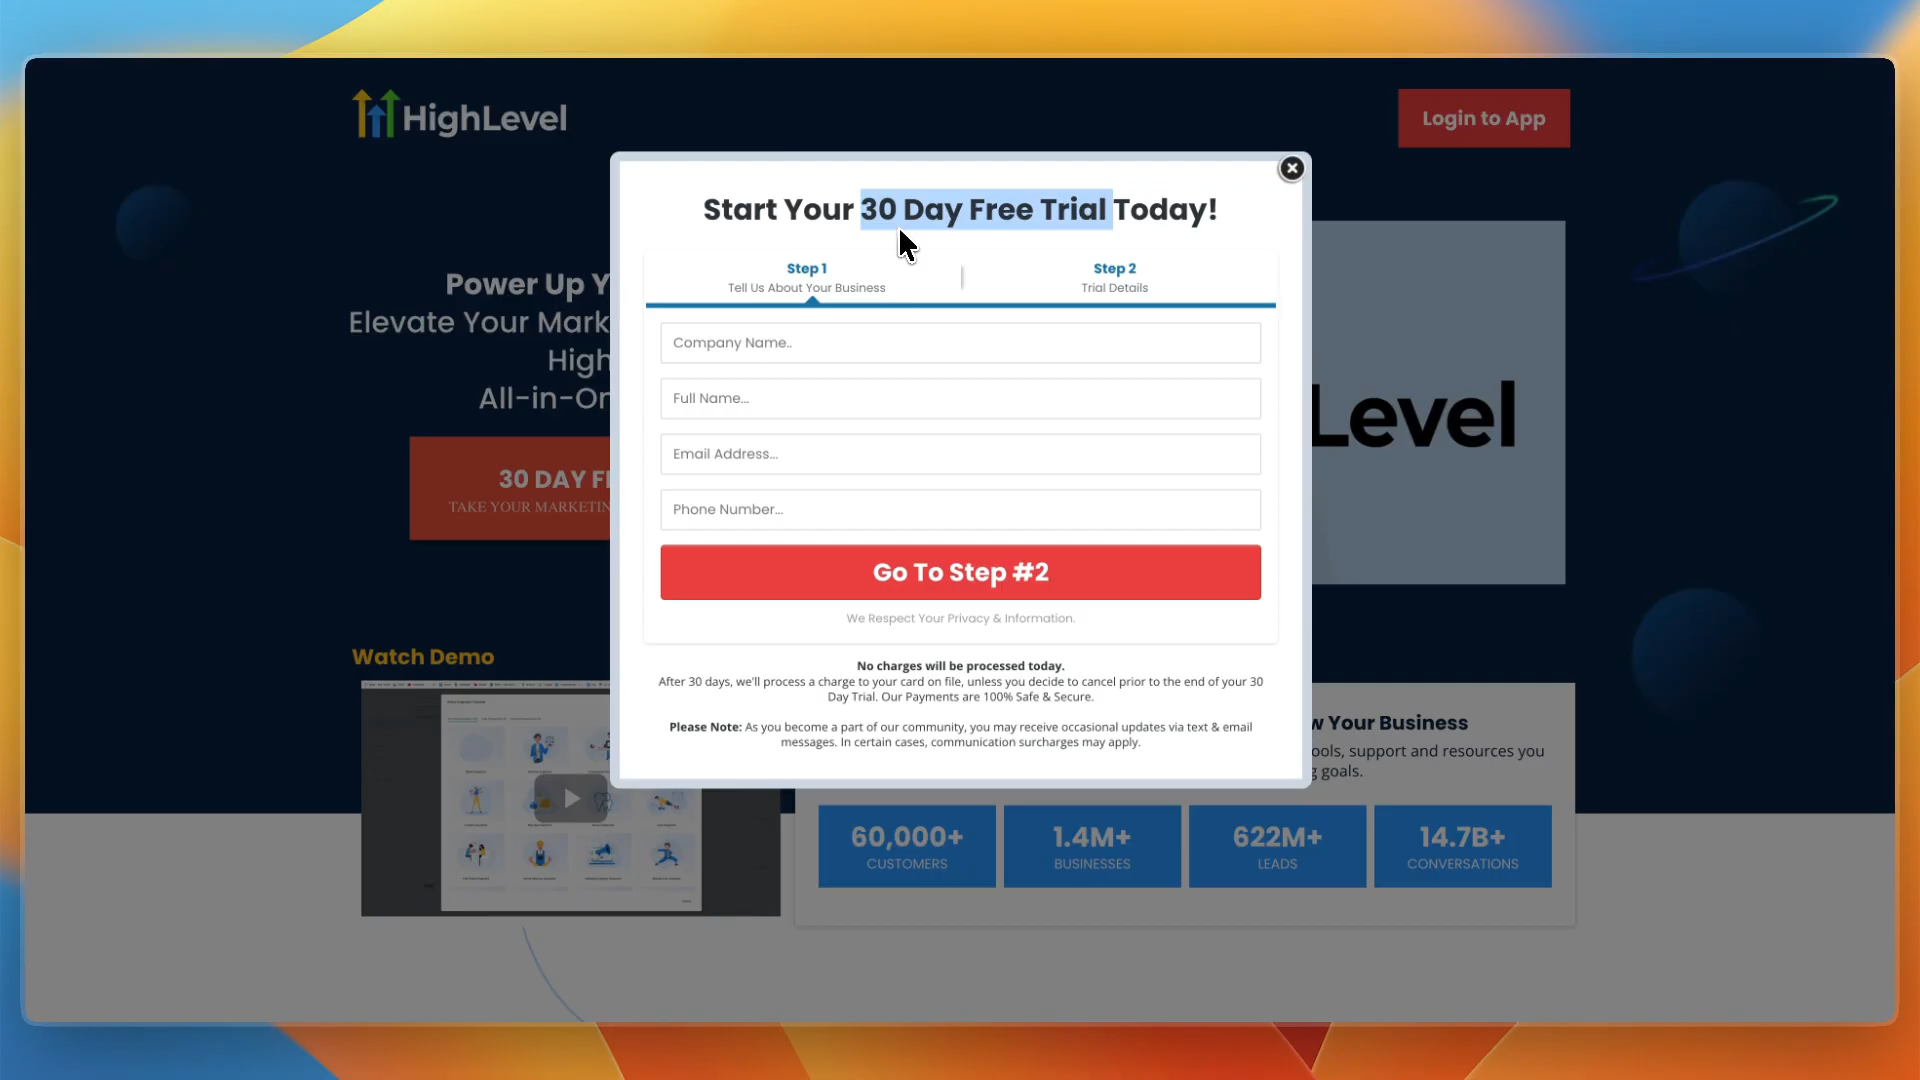 HighLevel
Login to App
Start Your 30 Day Free Trial Today!
Step 1
Tell Us About Your Business
Step 2
Trial Details
Company Name..
Full Name...
Email Address...
Phone Number...
Go To Step #2
We Respect Your Privacy & Information.
No charges will be processed today.
After 30 days, we'll process a charge to your card on file, unless you decide to cancel prior to the end of your 30
Day Trial. Our Payments are 100% Safe & Secure.
Please Note: As you become a part of our community, you may receive occasional updates via text & email
messages. In certain cases, communication surcharges may apply.
Power Up Y
Elevate Your Mark
High
All-in-On
30 DAY F
TAKE YOUR MARKETIN
Level
Watch Demo
w Your Business
ools, support and resources you
g goals.
60,000+
CUSTOMERS
1.4M+
BUSINESSES
622M+
LEADS
14.7B+
CONVERSATIONS